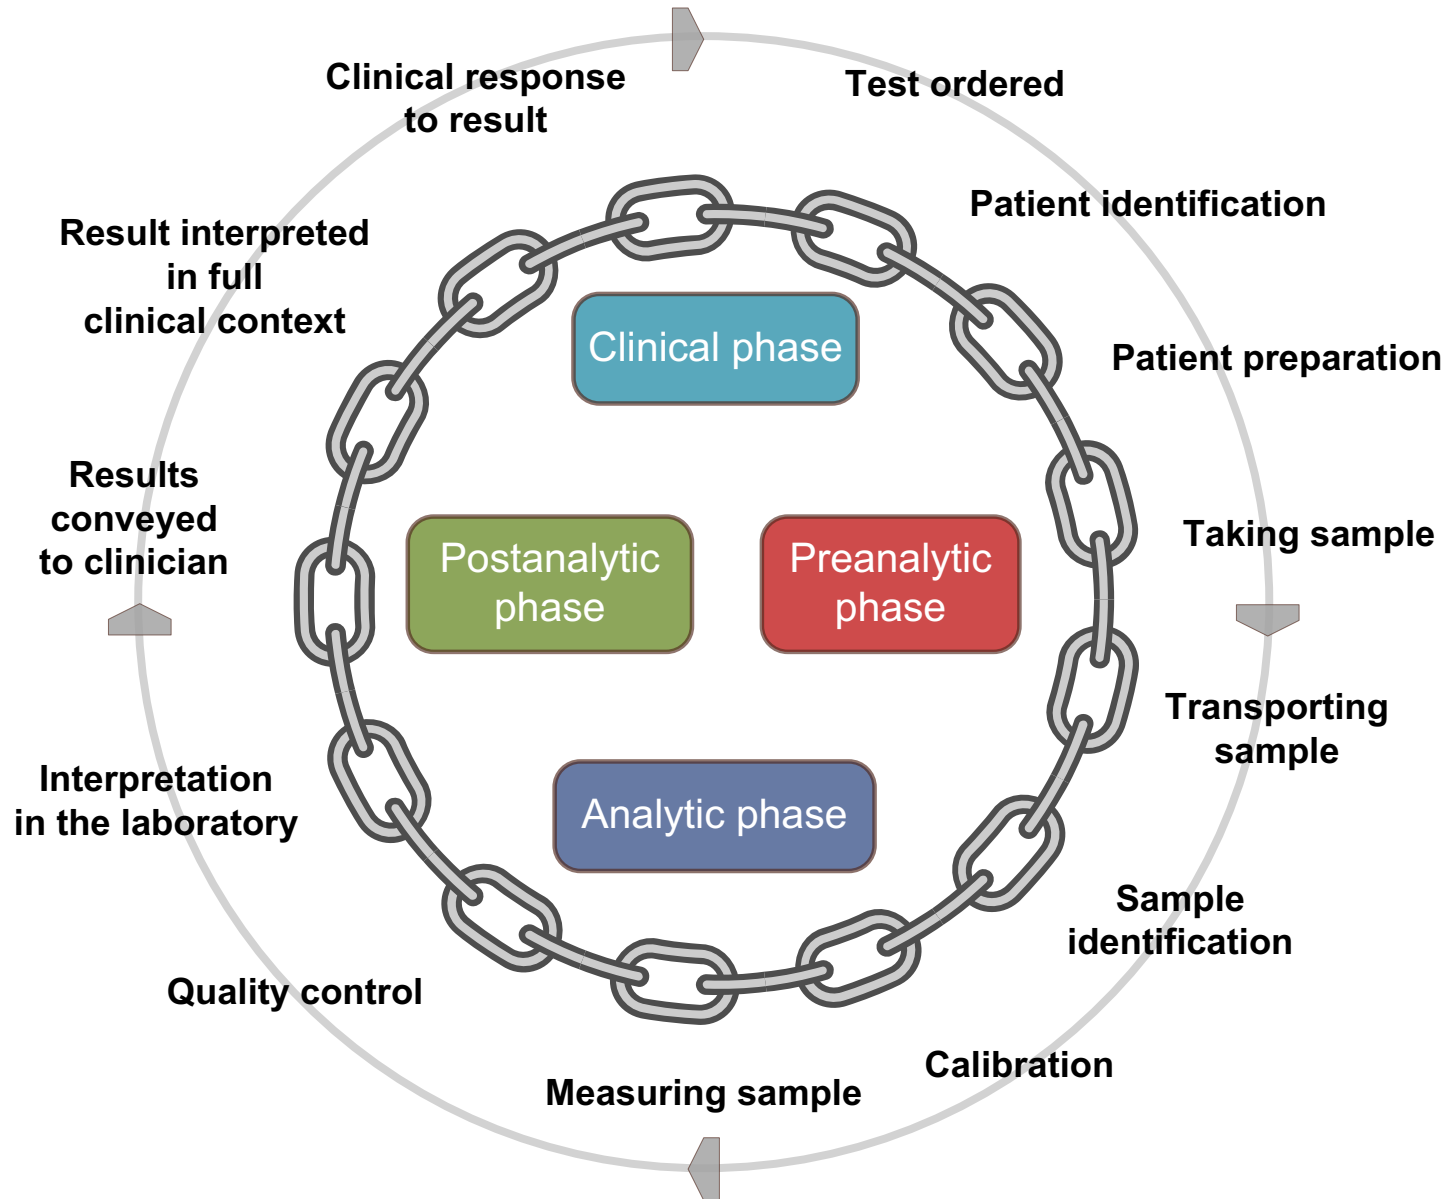 Clinical response
to result
Test ordered
Patient identification
Patient preparation
Taking sample
Transporting
sample
Sample
identification
Calibration
Measuring sample
Quality control
Interpretation
in the laboratory
Results
conveyed
to clinician
Result interpreted
in full
clinical context
Clinical phase
Preanalytic
phase
Analytic phase
Postanalytic
phase